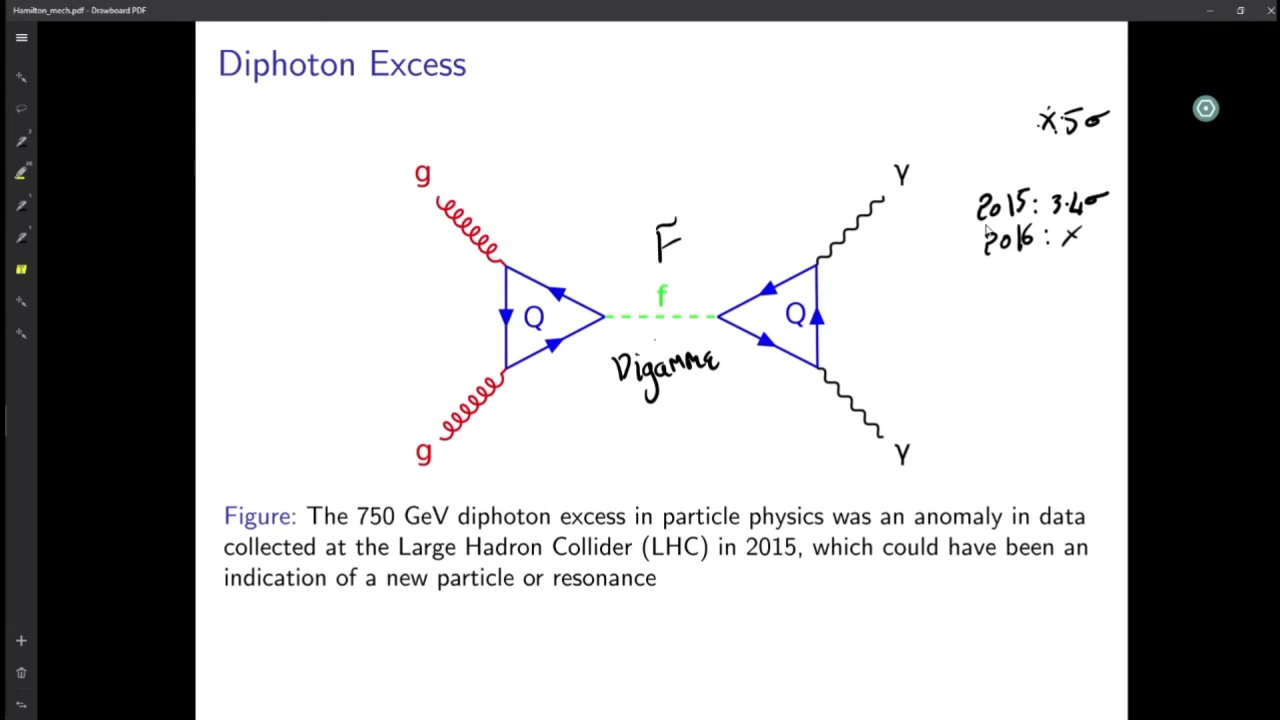 Hamilton_mech.pdf - Drawboard PDF
Diphoton Excess
5σ
g
γ
2015: 3.4σ
2016: x
F
f
Q
Q
Digamma
g
γ
Figure: The 750 GeV diphoton excess in particle physics was an anomaly in data
collected at the Large Hadron Collider (LHC) in 2015, which could have been an
indication of a new particle or resonance